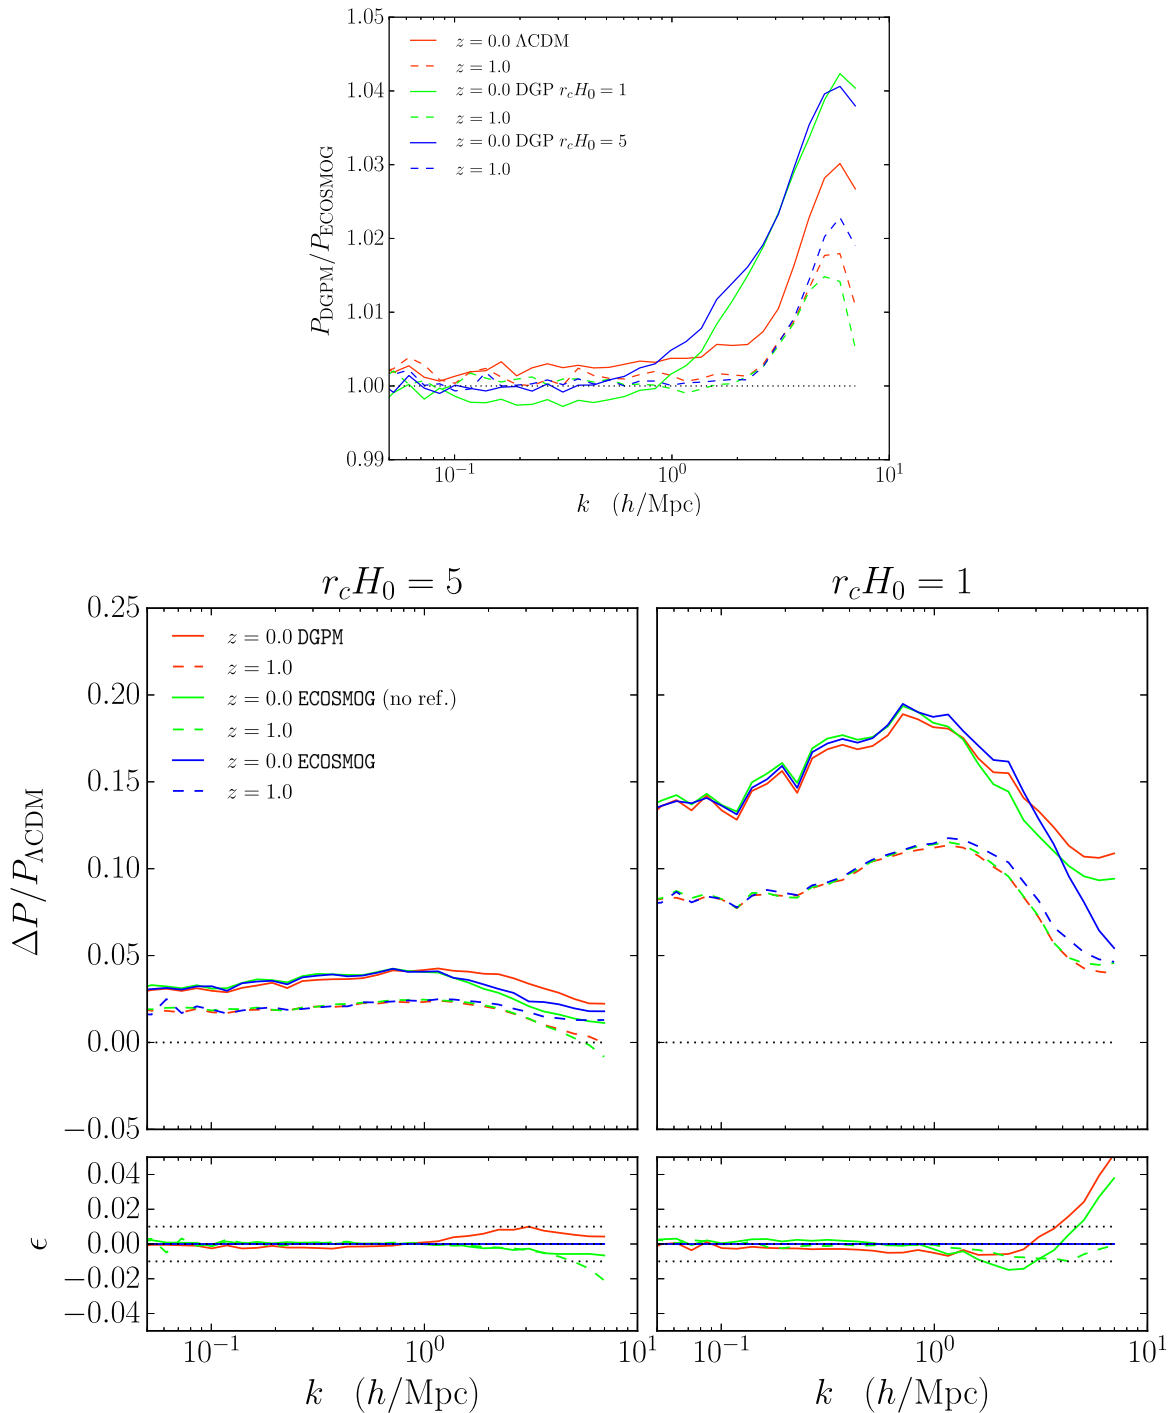 1.05
1.04
1.03
1.02
1.01
1.00
0.99
P_DGPM/P_ECOSMOG
z = 0.0 ΛCDM
z = 1.0
z = 0.0 DGP r_cH_0 = 1
z = 1.0
z = 0.0 DGP r_cH_0 = 5
z = 1.0
10^−1 10^0 10^1
k (h/Mpc)
r_cH_0 = 5
r_cH_0 = 1
0.25
0.20
0.15
0.10
0.05
0.00
−0.05
ΔP/P_ΛCDM
z = 0.0 DGPM
z = 1.0
z = 0.0 ECOSMOG (no ref.)
z = 1.0
z = 0.0 ECOSMOG
z = 1.0
0.04
0.02
0.00
−0.02
−0.04
ϵ
10^−1 10^0 10^1
k (h/Mpc)
10^−1 10^0 10^1
k (h/Mpc)